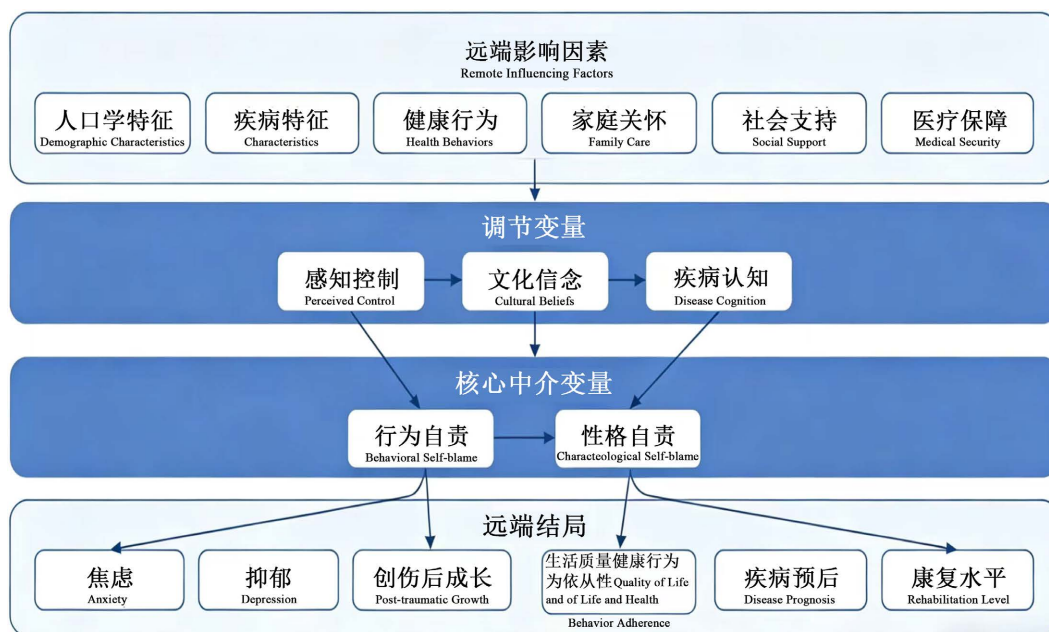 远端影响因素
Remote Influencing Factors
人口学特征
Demographic Characteristics
疾病特征
Characteristics
健康行为
Health Behaviors
家庭关怀
Family Care
社会支持
Social Support
医疗保障
Medical Security
调节变量
感知控制
Perceived Control
文化信念
Cultural Beliefs
疾病认知
Disease Cognition
核心中介变量
行为自责
Behavioral Self-blame
性格自责
Characteological Self-blame
远端结局
焦虑
Anxiety
抑郁
Depression
创伤后成长
Post-traumatic Growth
生活质量健康行为
为依从性Quality of Life
and of Life and Health
Behavior Adherence
疾病预后
Disease Prognosis
康复水平
Rehabilitation Level